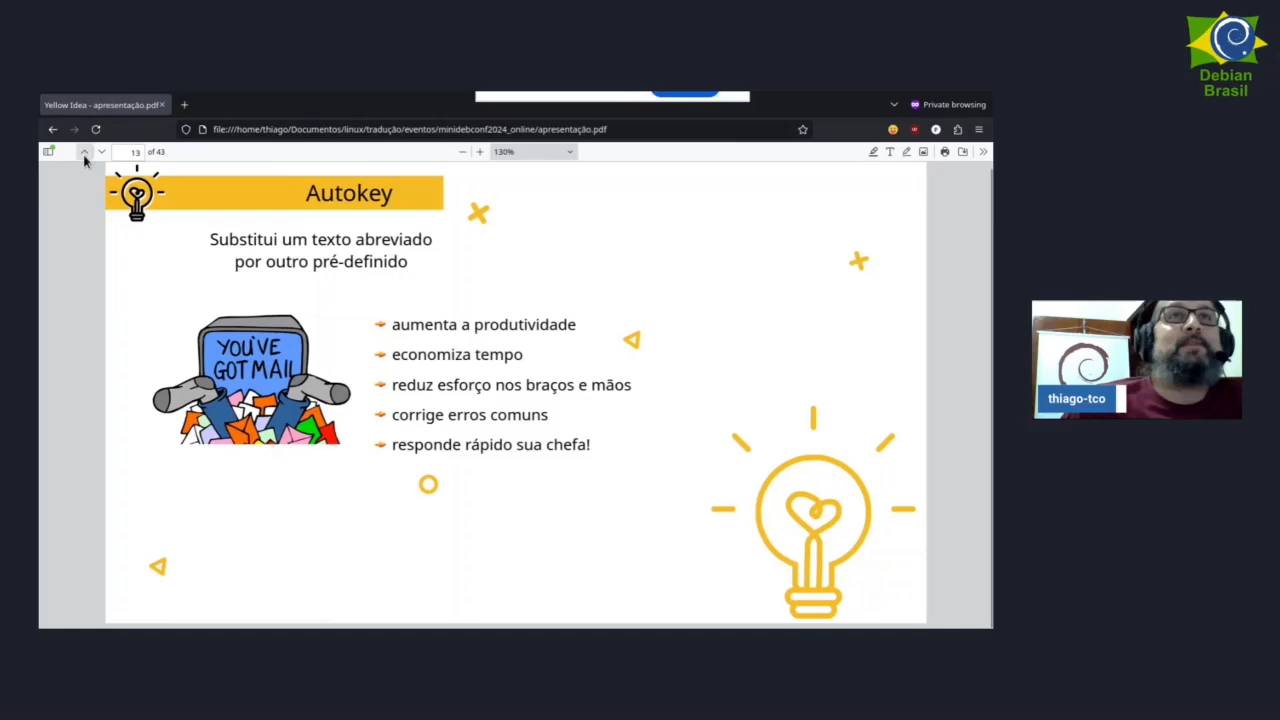 Debian
Brasil
Yellow Idea - apresentação.pdf
Private browsing
file:///home/thiago/Documentos/linux/tradução/eventos/minidebconf2024_online/apresentação.pdf
13 of 43
130%
Autokey
Substitui um texto abreviado
por outro pré-definido
YOU'VE
GOT MAIL
aumenta a produtividade
economiza tempo
reduz esforço nos braços e mãos
corrige erros comuns
responde rápido sua chefa!
thiago-tco